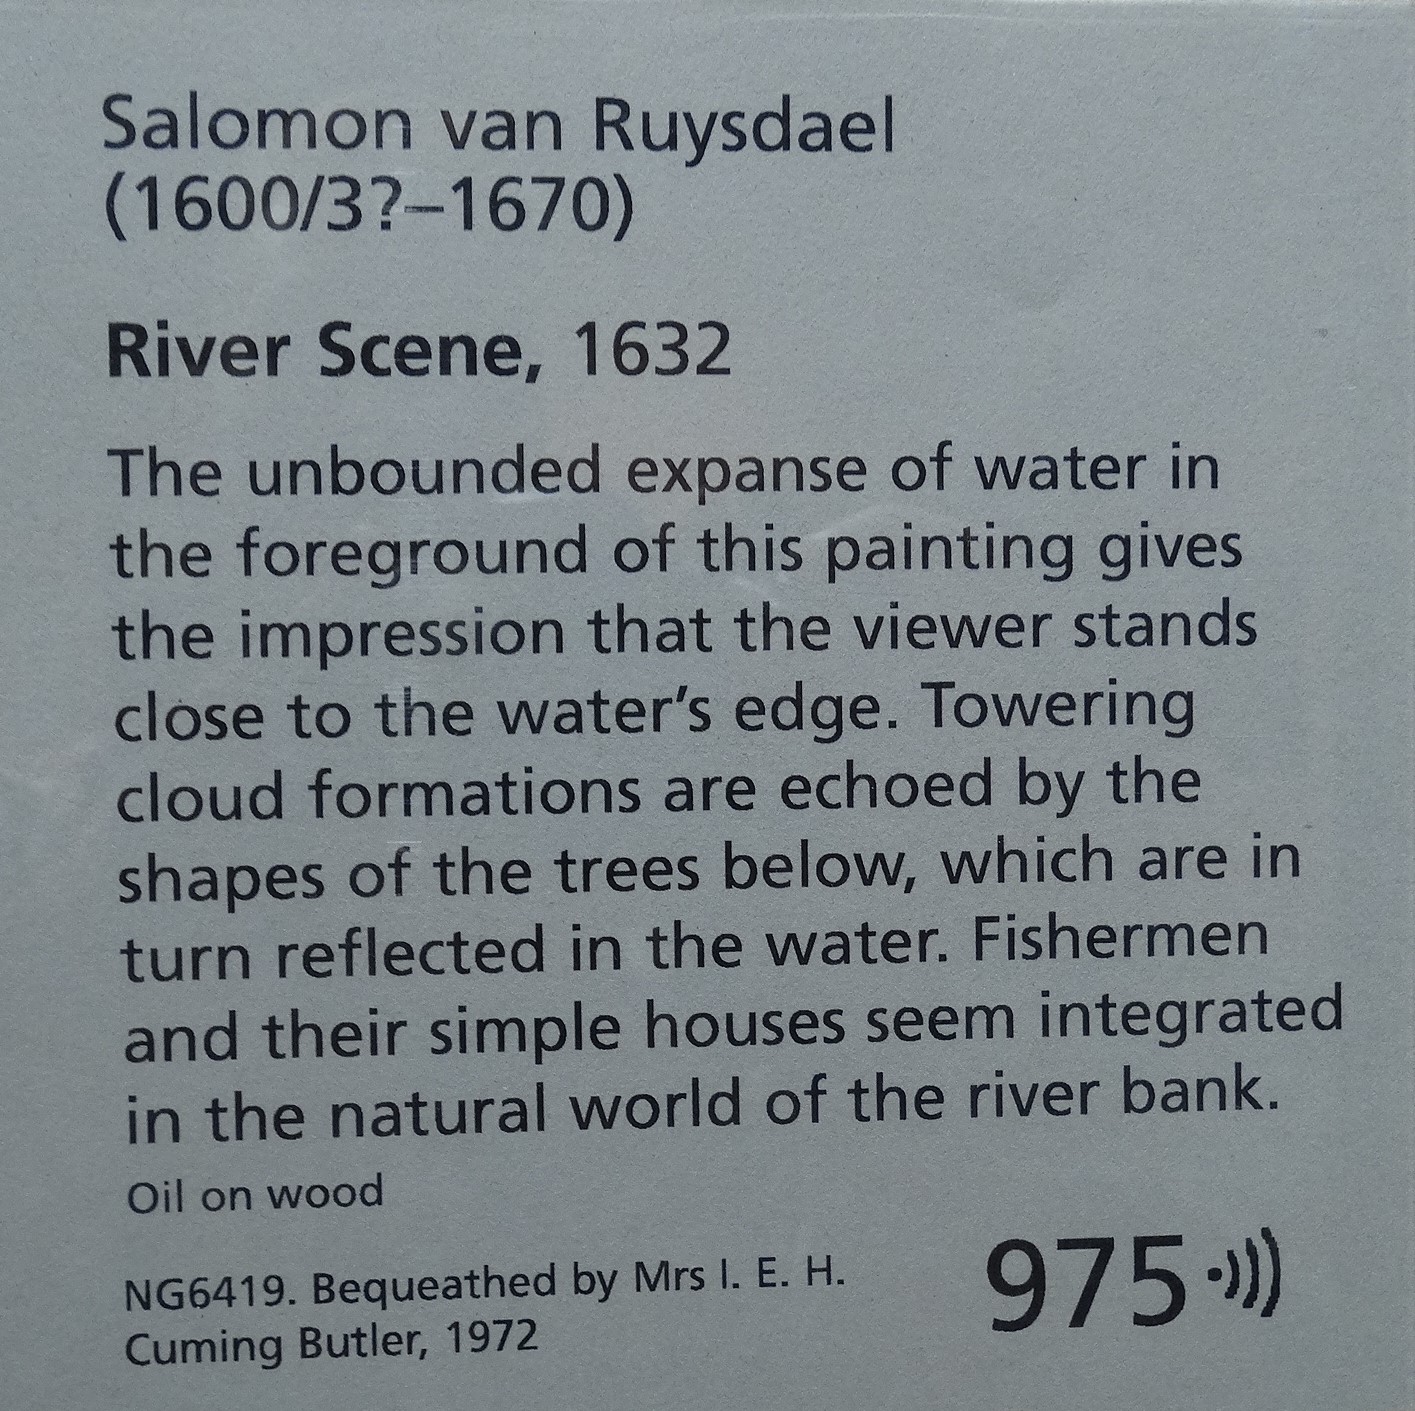 Salomon van Ruysdael
(1600/3?–1670)
River Scene, 1632
The unbounded expanse of water in
the foreground of this painting gives
the impression that the viewer stands
close to the water’s edge. Towering
cloud formations are echoed by the
shapes of the trees below, which are in
turn reflected in the water. Fishermen
and their simple houses seem integrated
in the natural world of the river bank.
Oil on wood
NG6419. Bequeathed by Mrs I. E. H.
Cuming Butler, 1972
975